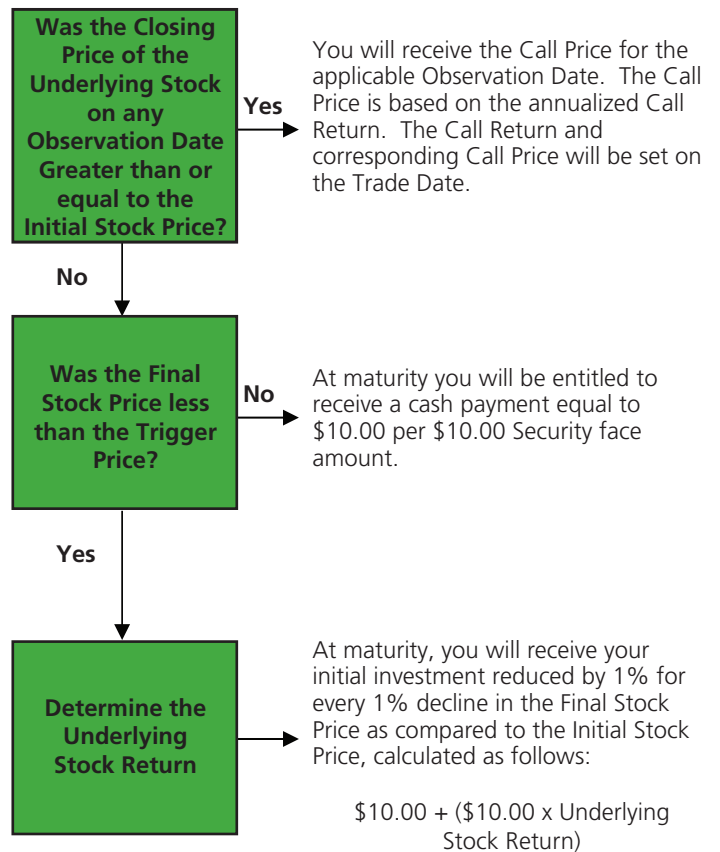 Was the Closing
Price of the
Underlying Stock
on any
Observation Date
Greater than or
equal to the
Initial Stock Price?
Yes
You will receive the Call Price for the
applicable Observation Date. The Call
Price is based on the annualized Call
Return. The Call Return and
corresponding Call Price will be set on
the Trade Date.
No
Was the Final
Stock Price less
than the Trigger
Price?
No
At maturity you will be entitled to
receive a cash payment equal to
$10.00 per $10.00 Security face
amount.
Yes
Determine the
Underlying
Stock Return
At maturity, you will receive your
initial investment reduced by 1% for
every 1% decline in the Final Stock
Price as compared to the Initial Stock
Price, calculated as follows:
$10.00 + ($10.00 x Underlying
Stock Return)